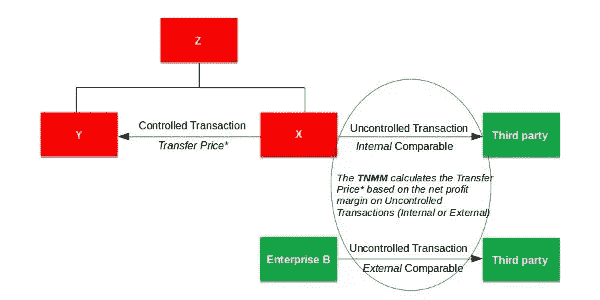 Z
Y
Controlled Transaction
Transfer Price*
X
Uncontrolled Transaction
Internal Comparable
Third party
The TNMM calculates the Transfer
Price* based on the net profit
margin on Uncontrolled
Transactions (Internal or External)
Enterprise B
Uncontrolled Transaction
External Comparable
Third party